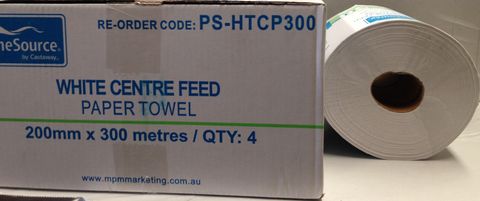 RE-ORDER CODE: PS-HTCP300
neSource®
by Castaway
WHITE CENTRE FEED
PAPER TOWEL
200mm x 300 metres / QTY: 4
www.mpmmarketing.com.au